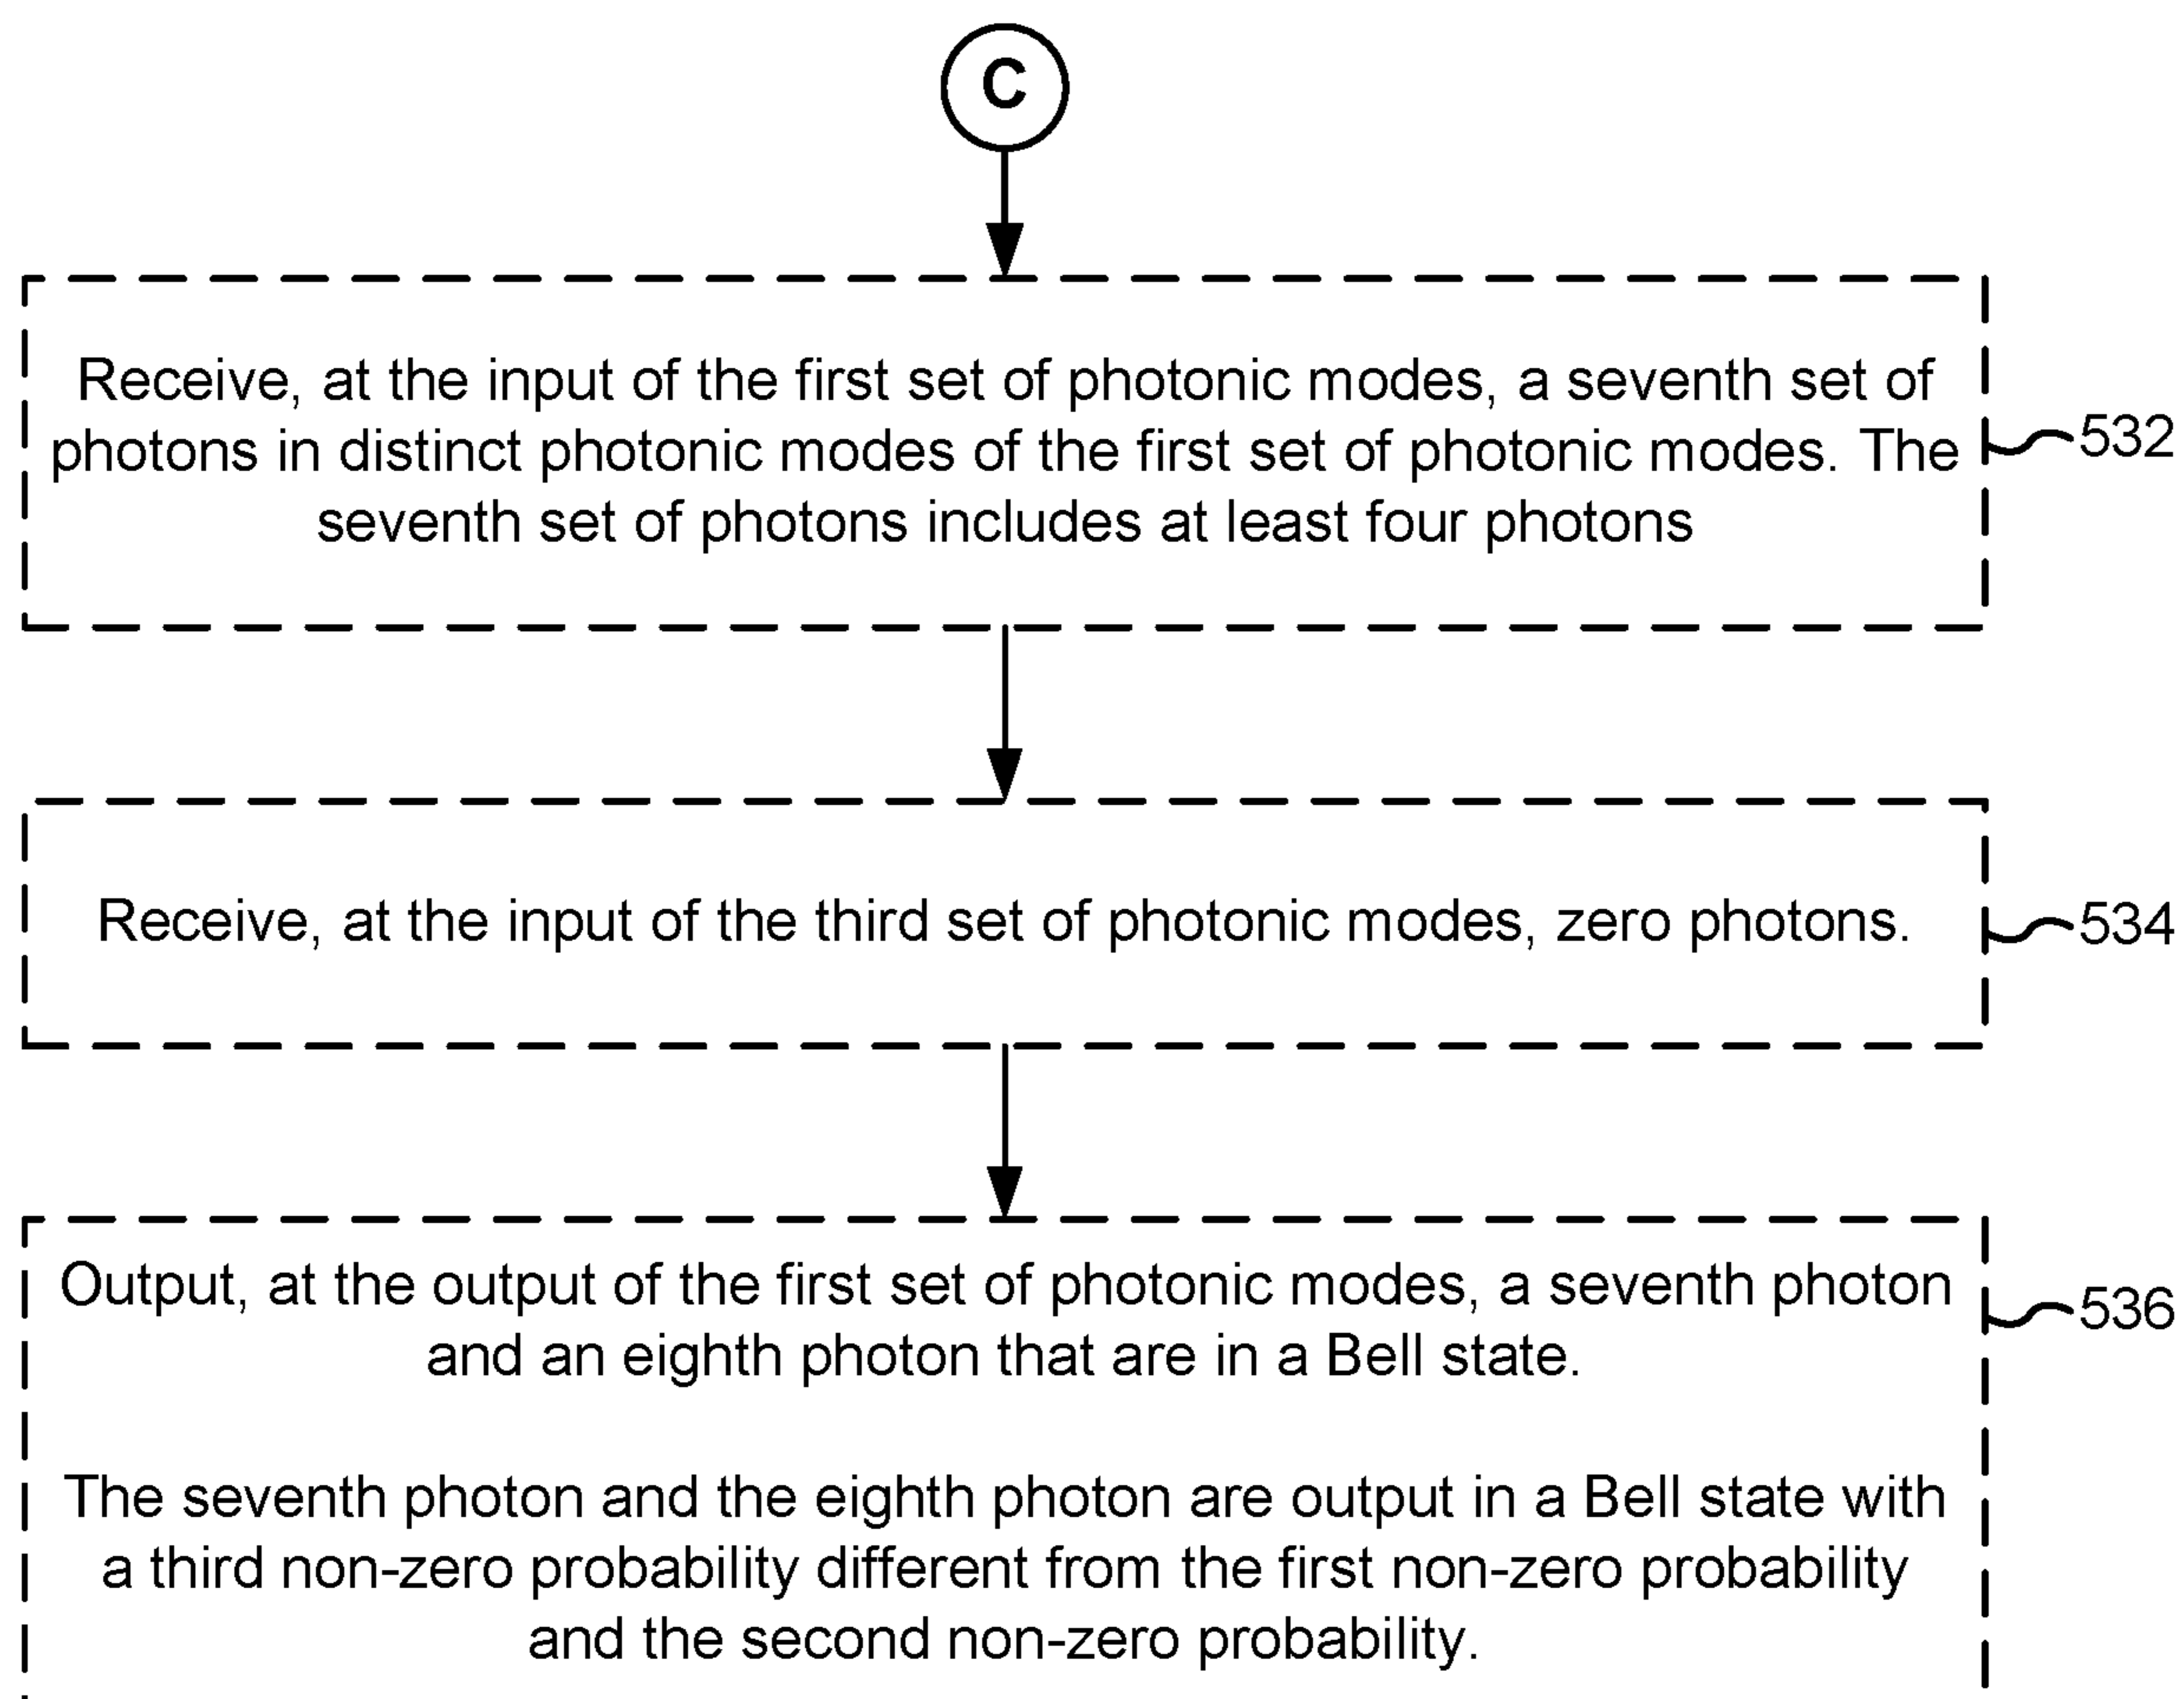 C
Receive, at the input of the first set of photonic modes, a seventh set of
photons in distinct photonic modes of the first set of photonic modes. The
seventh set of photons includes at least four photons
532
Receive, at the input of the third set of photonic modes, zero photons.
534
Output, at the output of the first set of photonic modes, a seventh photon
and an eighth photon that are in a Bell state.
536
The seventh photon and the eighth photon are output in a Bell state with
a third non-zero probability different from the first non-zero probability
and the second non-zero probability.